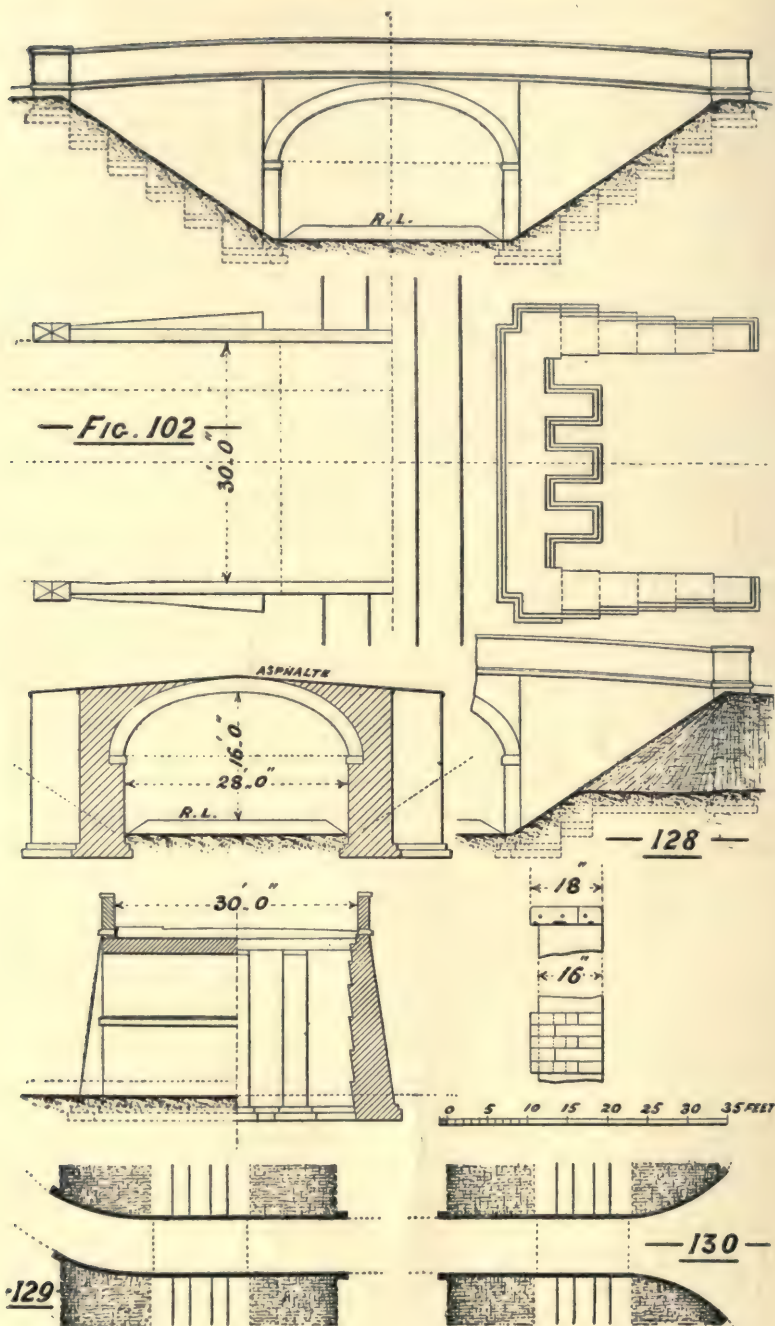 R.L.
— FIG. 102 —
30'.0"
ASPHALTE
16'.0"
28'.0"
R.L.
— 128 —
30'.0"
18"
16"
0 5 10 15 20 25 30 35 FEET
129
— 130 —